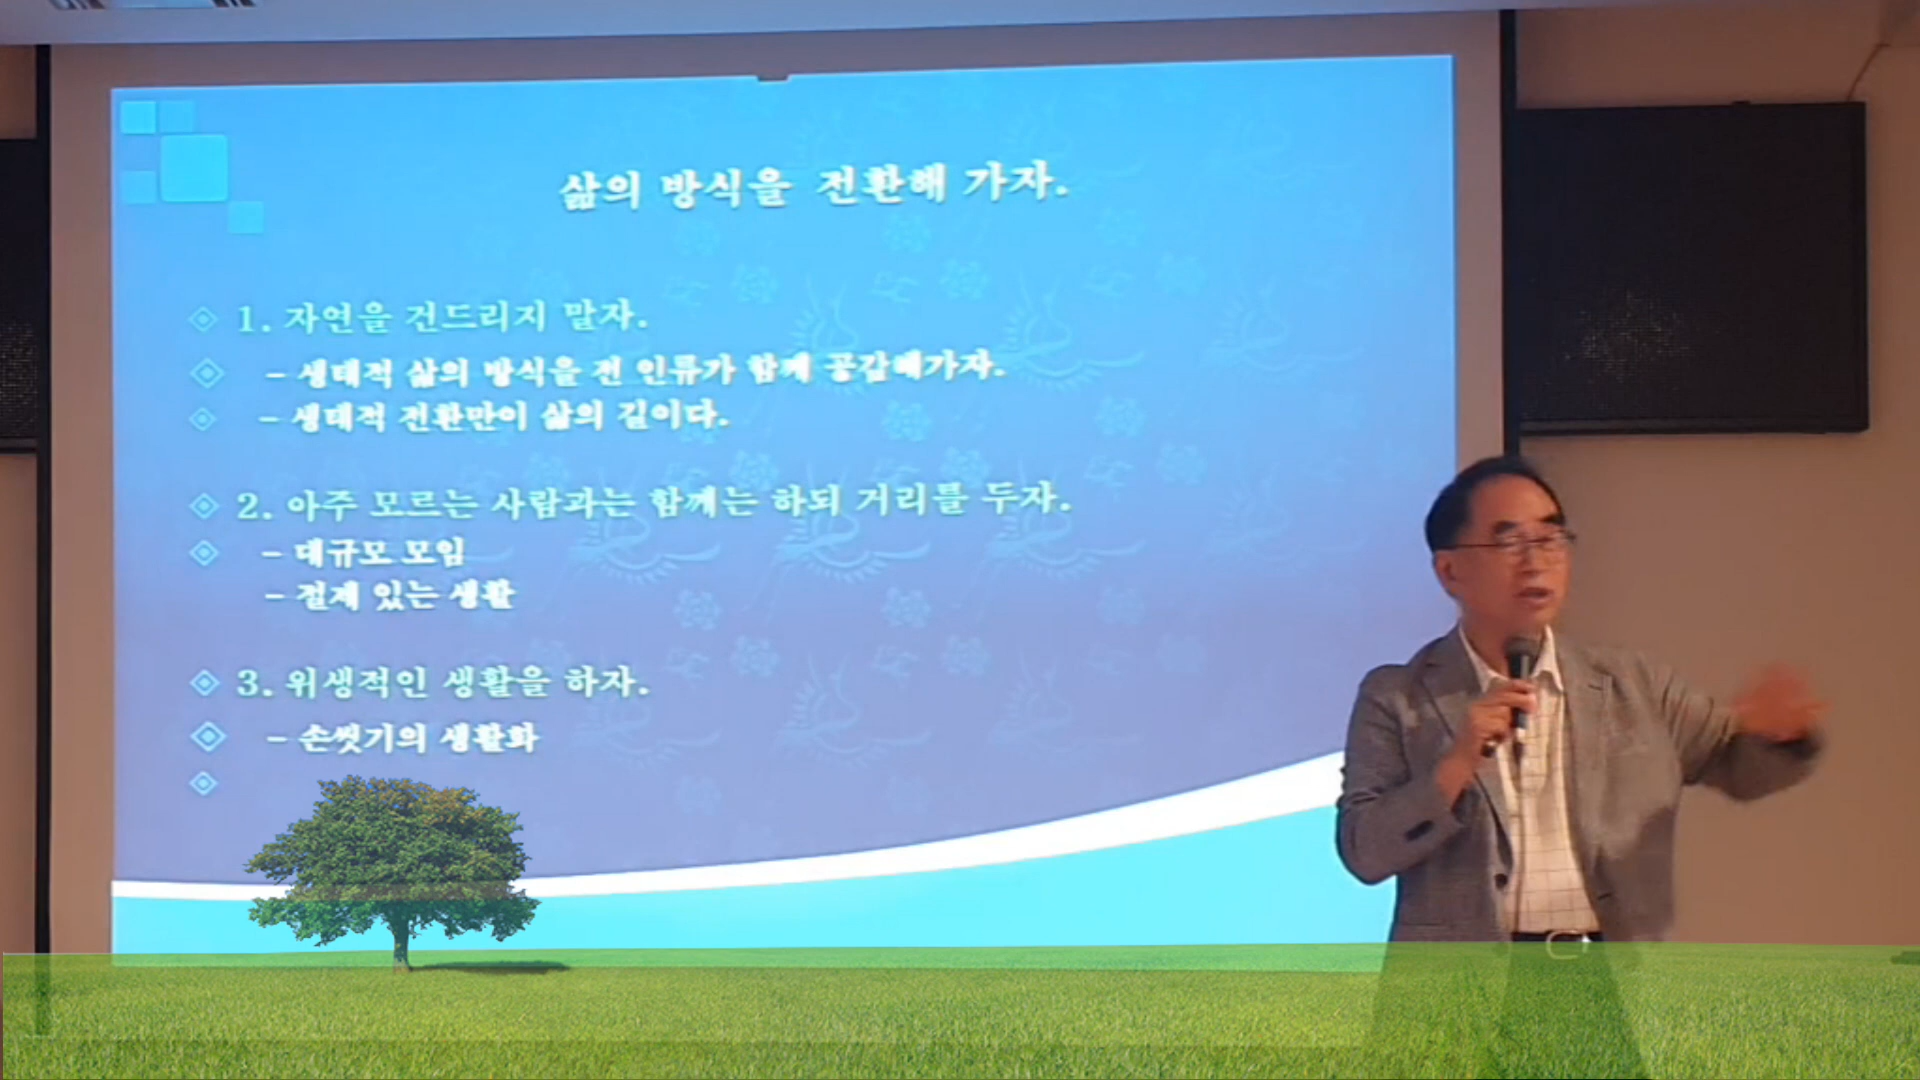 삶의 방식을 전환해 가자.
1. 자연을 건드리지 말자.
- 생태적 삶의 방식을 전 인류가 함께 공감해가자.
- 생태적 전환만이 삶의 길이다.
2. 아주 모르는 사람과는 함께는 하되 거리를 두자.
- 대규모 모임
- 절제 있는 생활
3. 위생적인 생활을 하자.
- 손씻기의 생활화